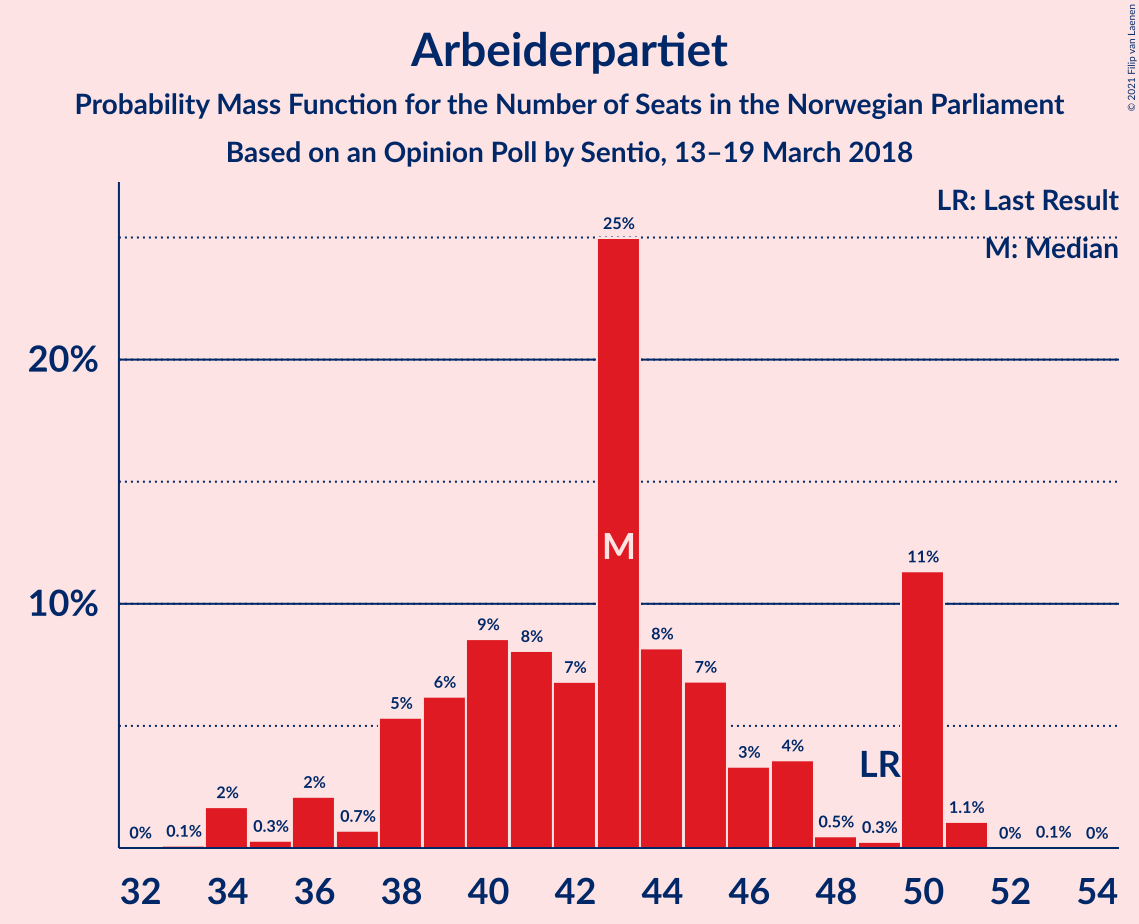 Arbeiderpartiet
Probability Mass Function for the Number of Seats in the Norwegian Parliament
Based on an Opinion Poll by Sentio, 13–19 March 2018
© 2021 Filip van Laenen
LR: Last Result
M: Median
20%
10%
0%
0.1%
2%
0.3%
2%
0.7%
5%
6%
9%
8%
7%
25%
8%
7%
3%
4%
0.5%
0.3%
11%
1.1%
0%
0.1%
0%
M
LR
32 34 36 38 40 42 44 46 48 50 52 54